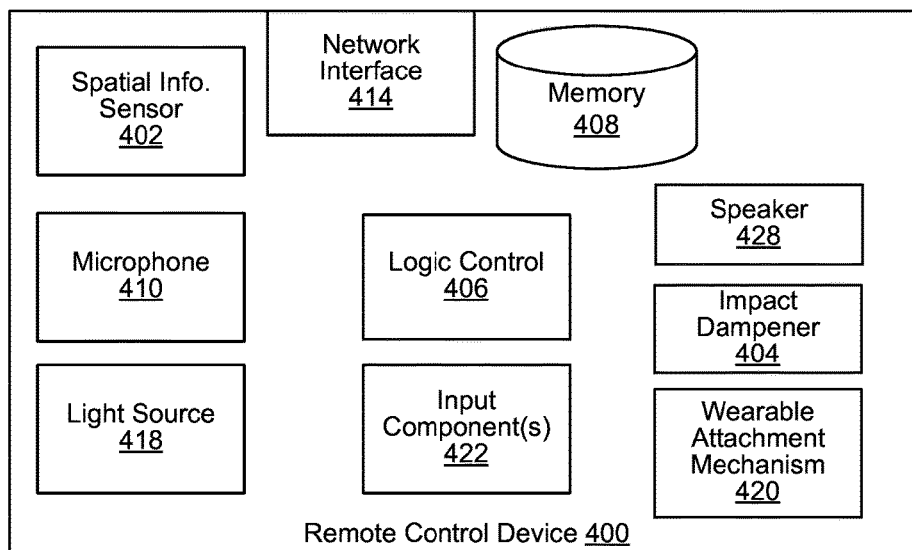 Spatial Info.
Sensor
402
Network
Interface
414
Memory
408
Microphone
410
Logic Control
406
Speaker
428
Impact
Dampener
404
Light Source
418
Input
Component(s)
422
Wearable
Attachment
Mechanism
420
Remote Control Device 400